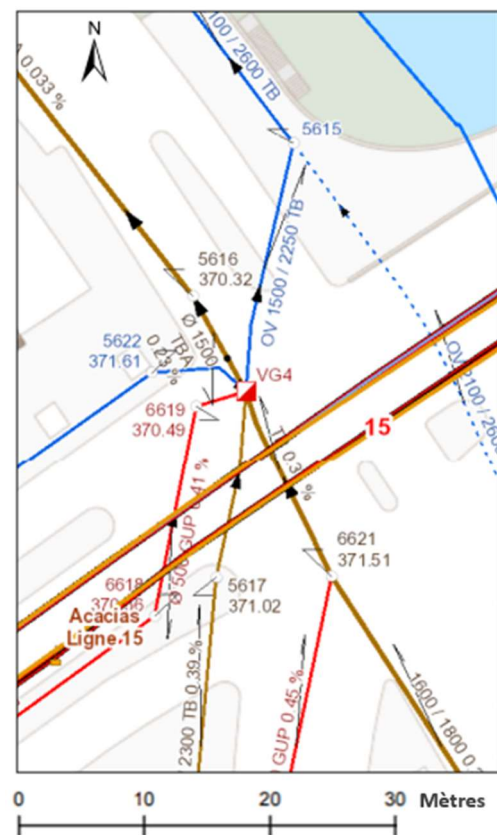 N
100 / 2600 TB
0.033 %
5615
5616
370.32
OV 1500 / 2250 TB
Ø 1500
TBA
0.23 %
5622
371.61
VG4
OV 2100 / 2600
6619
370.49
15
0.41 %
Ø 500 GUP
6621
371.51
6618
5617
371.02
Acacias
Ligne 15
2300 TB 0.39 %
GUP 0.45 %
1600 / 1800
0 10 20 30 Mètres